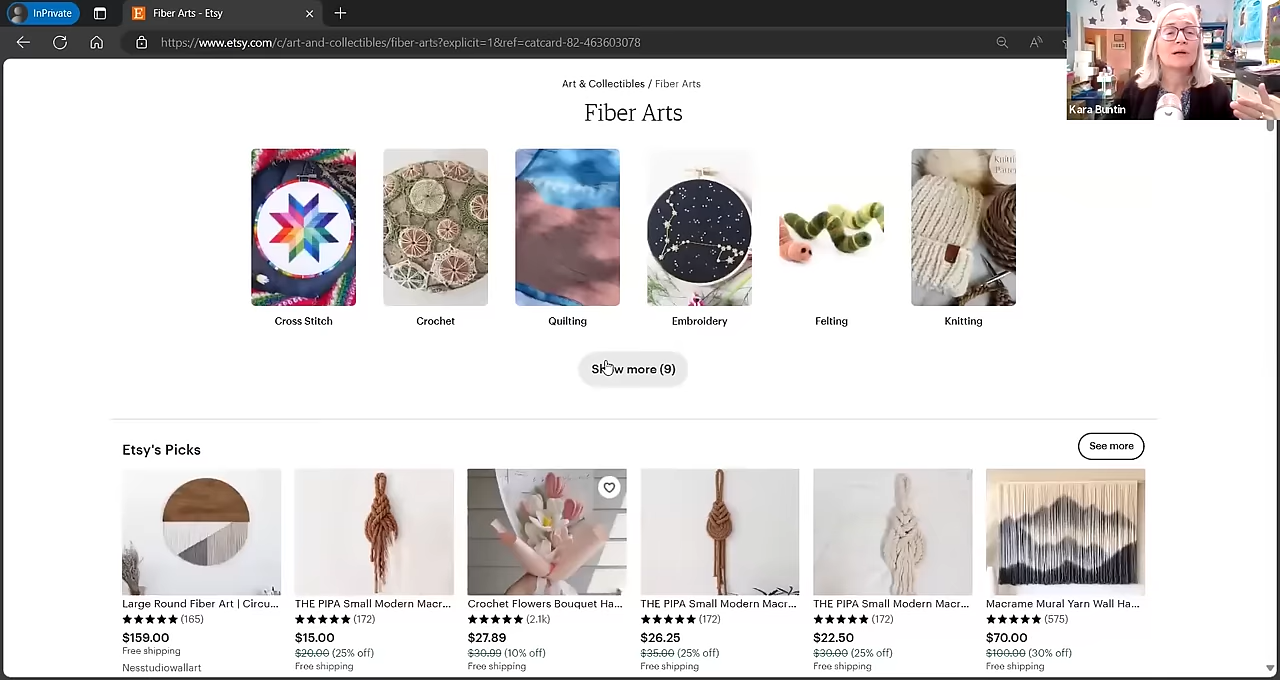 InPrivate
Fiber Arts - Etsy
https://www.etsy.com/c/art-and-collectibles/fiber-arts?explicit=1&ref=catcard-82-463603078
Kara Buntin
Art & Collectibles / Fiber Arts
Fiber Arts
Cross Stitch
Crochet
Quilting
Embroidery
Felting
Knitting
Show more (9)
Etsy's Picks
See more
Large Round Fiber Art | Circu...
★★★★★ (165)
$159.00
Free shipping
Nesstudiowallart
THE PIPA Small Modern Macr...
★★★★★ (172)
$15.00
$20.00 (25% off)
Free shipping
Crochet Flowers Bouquet Ha...
★★★★★ (2.1k)
$27.89
$30.99 (10% off)
Free shipping
THE PIPA Small Modern Macr...
★★★★★ (172)
$26.25
$35.00 (25% off)
Free shipping
THE PIPA Small Modern Macr...
★★★★★ (172)
$22.50
$30.00 (25% off)
Free shipping
Macrame Mural Yarn Wall Ha...
★★★★★ (575)
$70.00
$100.00 (30% off)
Free shipping